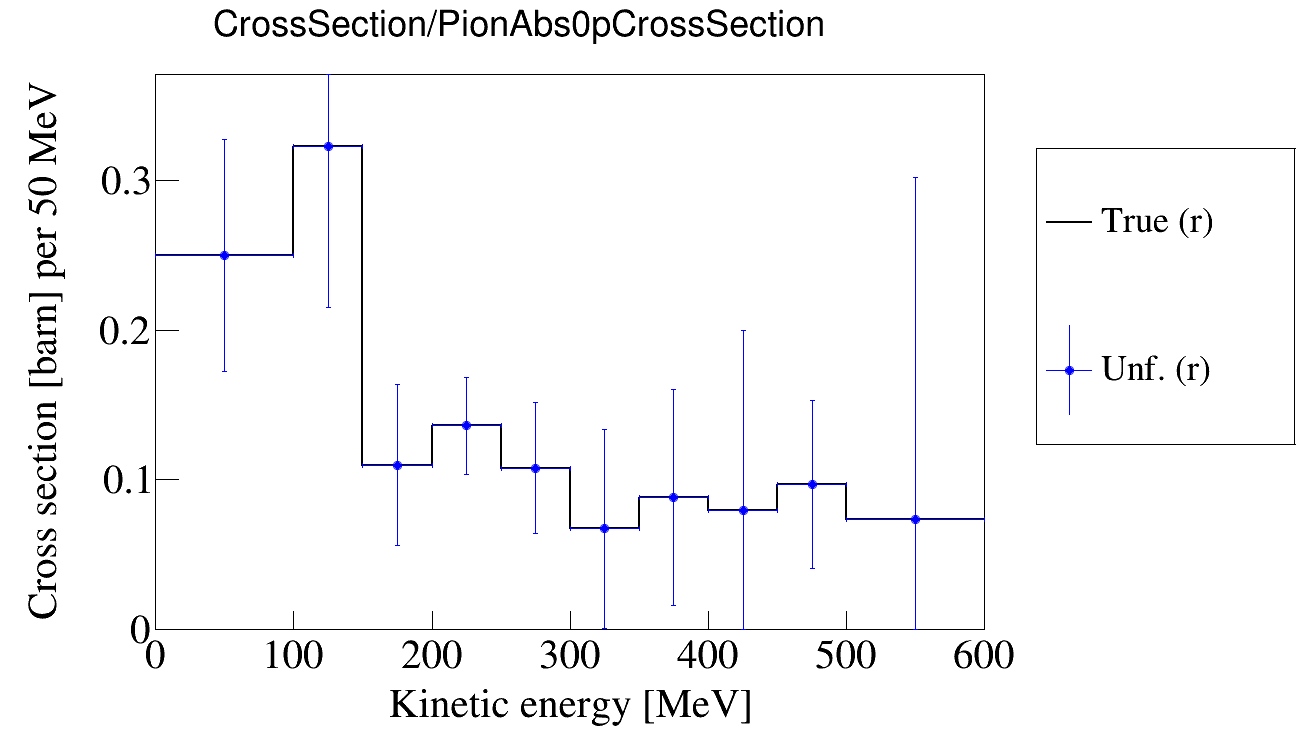 CrossSection/PionAbs0pCrossSection
Cross section [barn] per 50 MeV
0.3
0.2
0.1
0
0 100 200 300 400 500 600
Kinetic energy [MeV]
True (r)
Unf. (r)